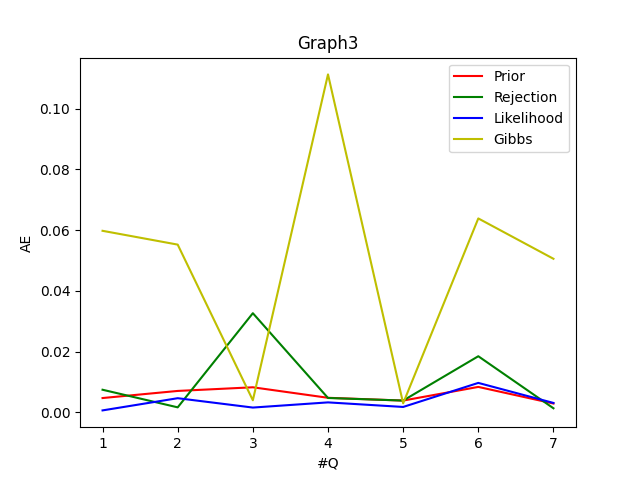 Graph3
Prior
Rejection
Likelihood
Gibbs
AE
0.10
0.08
0.06
0.04
0.02
0.00
1 2 3 4 5 6 7
#Q